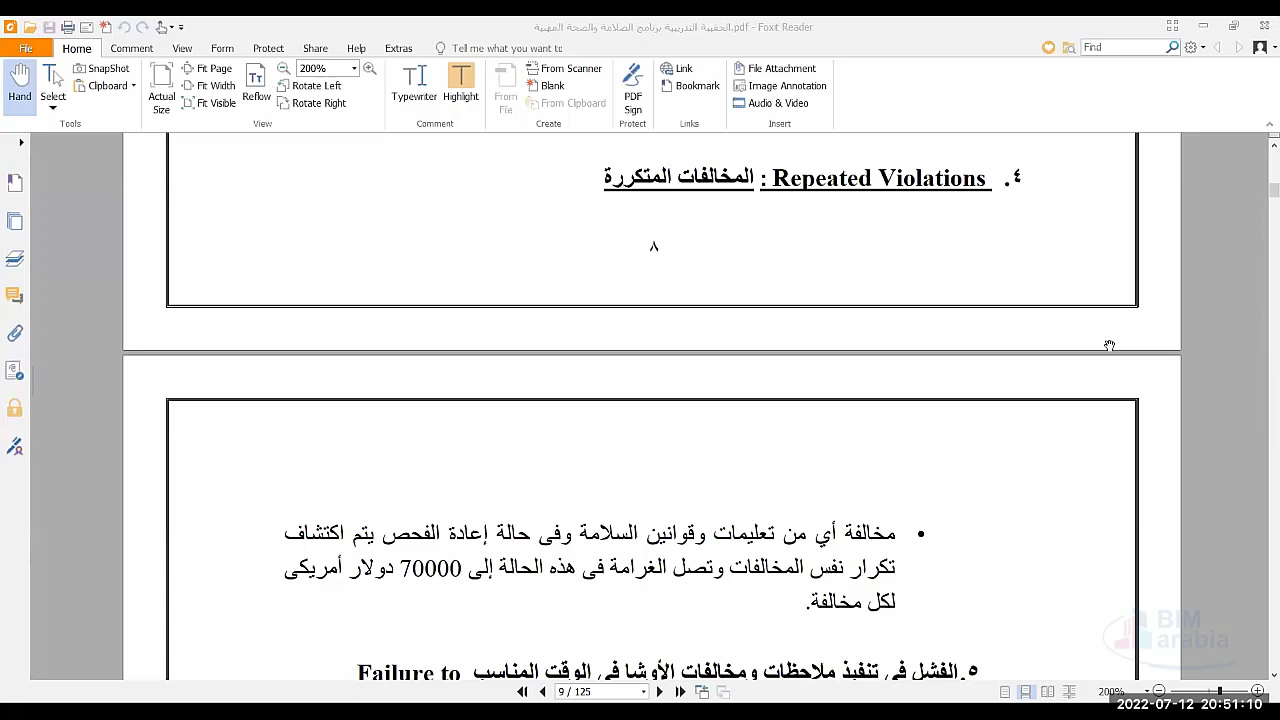 الحقيبة التدريبية برنامج الصلامة والصحة المهنية.pdf - Foxit Reader
File Home Comment View Form Protect Share Help Extras Tell me what you want to Find
Hand Select SnapShot Clipboard
Tools
Actual Size Fit Page Fit Width Fit Visible Reflow 200% Rotate Left Rotate Right
View
Typewriter Highlight
Comment
From File From Scanner Blank From Clipboard
Create
PDF Sign
Protect
Link Bookmark
Links
File Attachment Image Annotation Audio & Video
Insert
٤. Repeated Violations : المخالفات المتكررة
٨
• مخالفة أي من تعليمات وقوانين السلامة وفى حالة إعادة الفحص يتم اكتشاف
تكرار نفس المخالفات وتصل الغرامة فى هذه الحالة إلى 70000 دولار أمريكى
لكل مخالفة.
٥.الفشل في تنفيذ ملاحظات ومخالفات الأوشا في الوقت المناسب Failure to
BIM
arabia
9 / 125 200%
2022-07-12 20:51:10